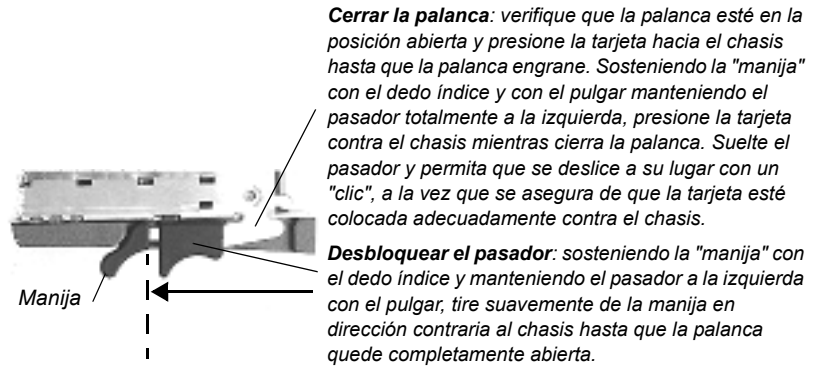 Cerrar la palanca: verifique que la palanca esté en la
posición abierta y presione la tarjeta hacia el chasis
hasta que la palanca engrane. Sosteniendo la "manija"
con el dedo índice y con el pulgar manteniendo el
pasador totalmente a la izquierda, presione la tarjeta
contra el chasis mientras cierra la palanca. Suelte el
pasador y permita que se deslice a su lugar con un
"clic", a la vez que se asegura de que la tarjeta esté
colocada adecuadamente contra el chasis.
Desbloquear el pasador: sosteniendo la "manija" con
el dedo índice y manteniendo el pasador a la izquierda
con el pulgar, tire suavemente de la manija en
dirección contraria al chasis hasta que la palanca
quede completamente abierta.
Manija